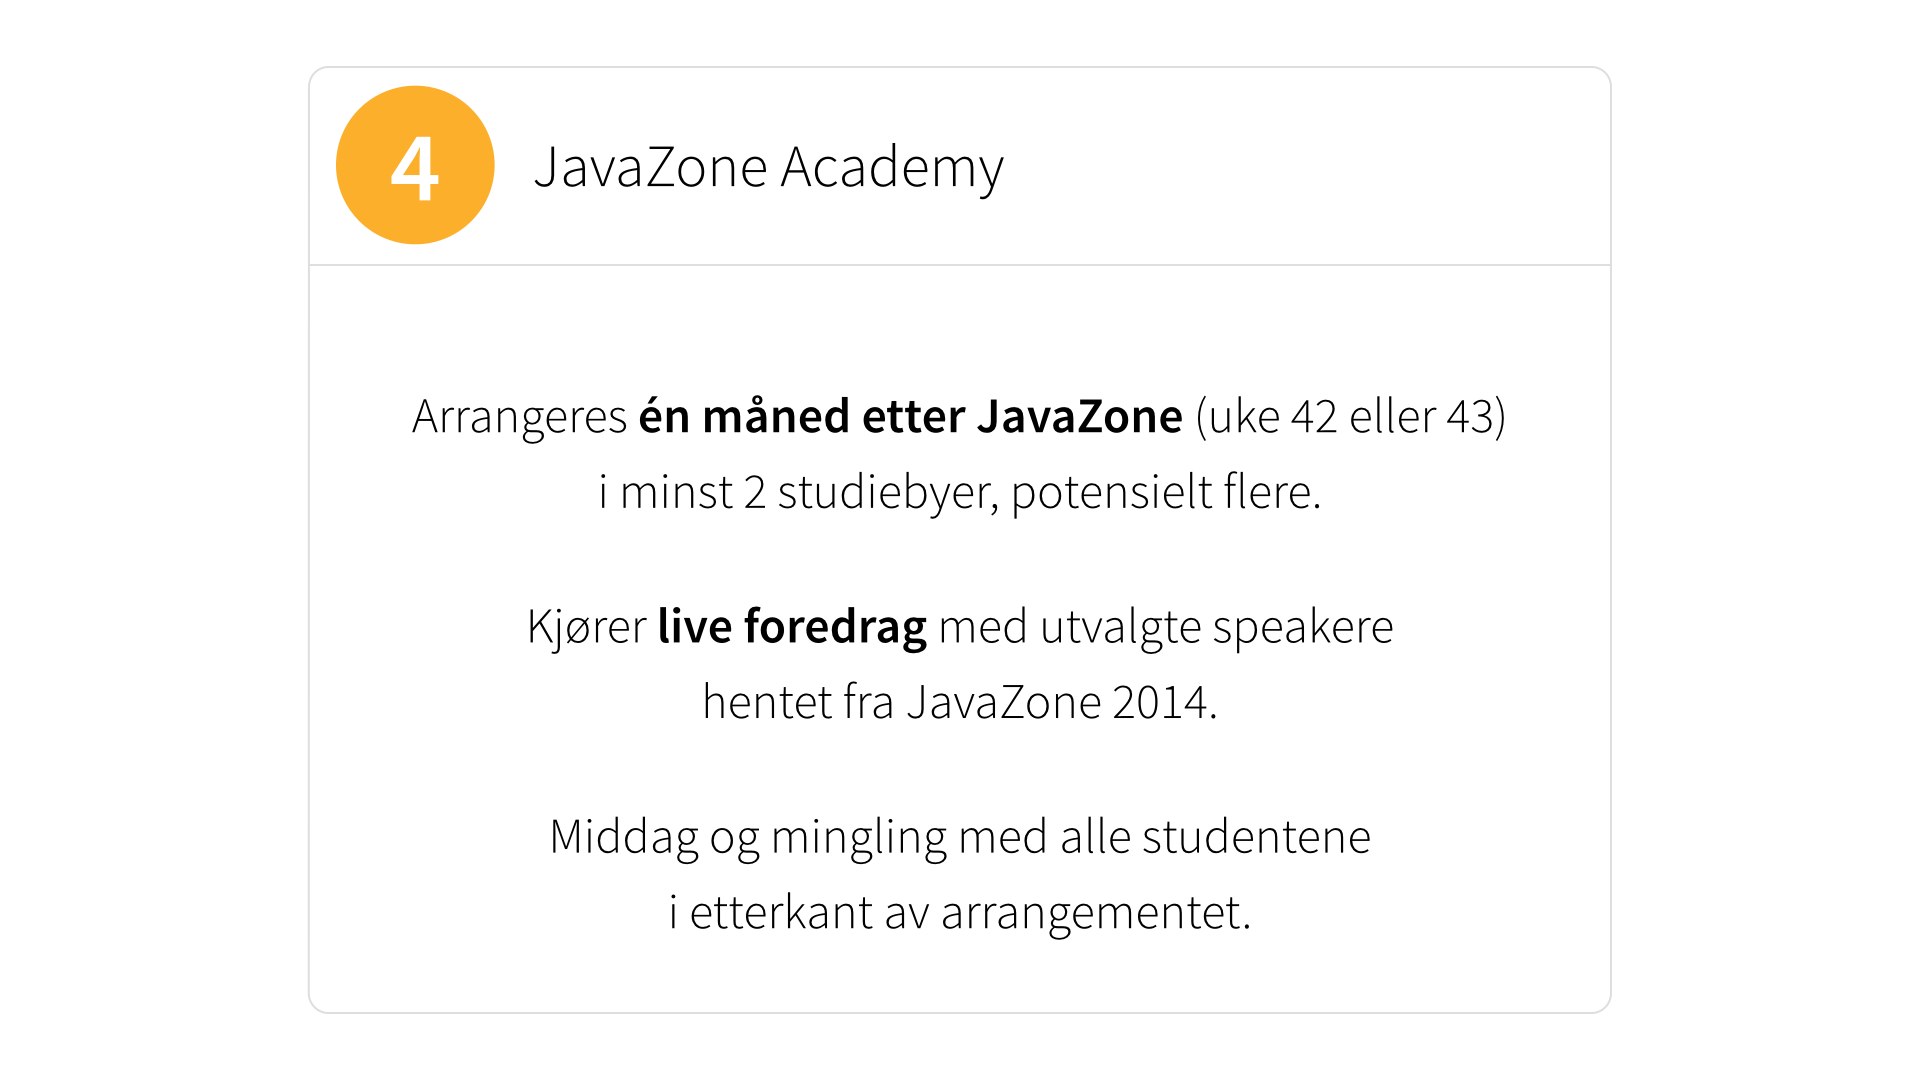 4
JavaZone Academy
Arrangeres én måned etter JavaZone (uke 42 eller 43)
i minst 2 studiebyer, potensielt flere.
Kjører live foredrag med utvalgte speakere
hentet fra JavaZone 2014.
Middag og mingling med alle studentene
i etterkant av arrangementet.